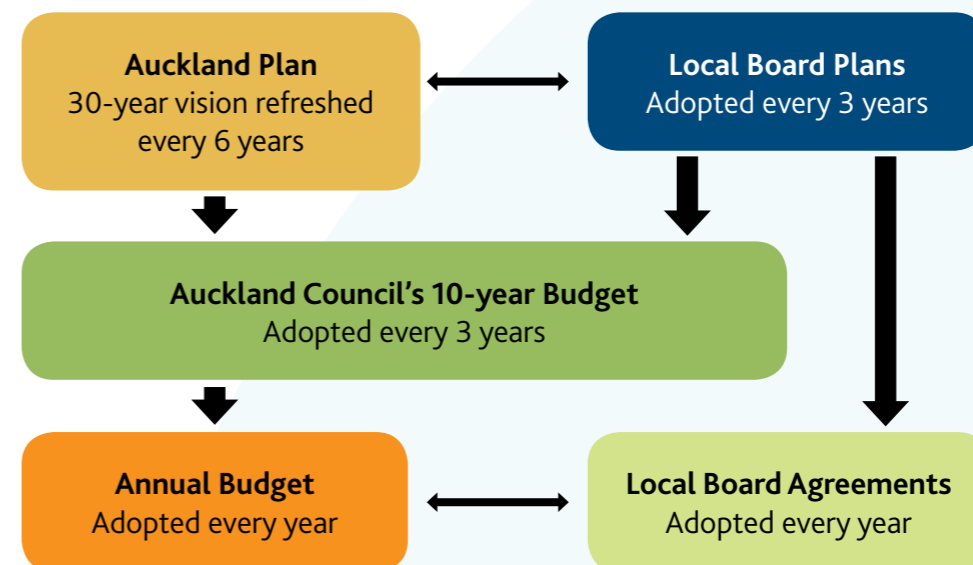 Auckland Plan
30-year vision refreshed
every 6 years
Local Board Plans
Adopted every 3 years
Auckland Council’s 10-year Budget
Adopted every 3 years
Annual Budget
Adopted every year
Local Board Agreements
Adopted every year